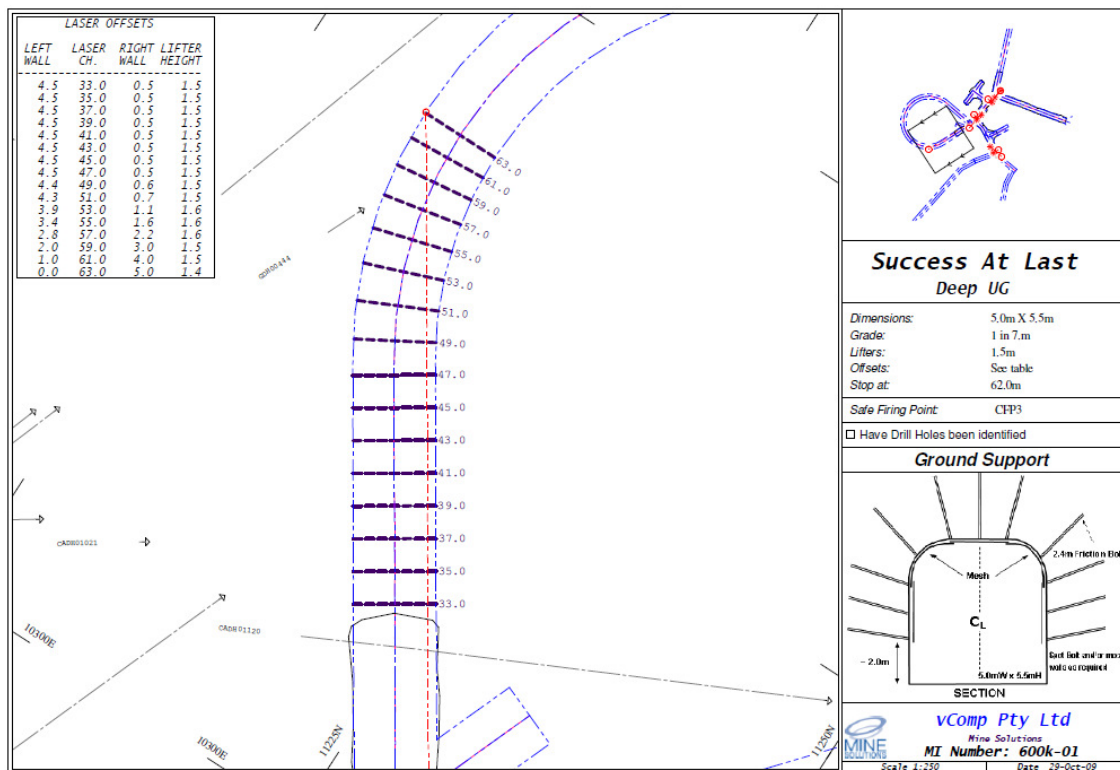 LASER OFFSETS
LEFT WALL LASER CH. RIGHT WALL LIFTER HEIGHT
4.5 33.0 0.5 1.5
4.5 35.0 0.5 1.5
4.5 37.0 0.5 1.5
4.5 39.0 0.5 1.5
4.5 41.0 0.5 1.5
4.5 43.0 0.5 1.5
4.5 45.0 0.5 1.5
4.5 47.0 0.5 1.5
4.4 49.0 0.6 1.5
4.3 51.0 0.7 1.5
3.9 53.0 1.1 1.6
3.4 55.0 1.6 1.6
2.8 57.0 2.2 1.6
2.0 59.0 3.0 1.5
1.0 61.0 4.0 1.5
0.0 63.0 5.0 1.4
63.0
61.0
59.0
57.0
55.0
53.0
51.0
49.0
47.0
45.0
43.0
41.0
39.0
37.0
35.0
33.0
CADH01021
CADH01120
10300E
10300E
11225N
11250N
Success At Last
Deep UG
Dimensions: 5.0m X 5.5m
Grade: 1 in 7.m
Lifters: 1.5m
Offsets: See table
Stop at: 62.0m
Safe Firing Point: CFP3
Have Drill Holes been identified
Ground Support
2.4m Friction Bol
Mesh
CL
~ 2.0m
5.0mW x 5.5mH
SECTION
vComp Pty Ltd
Mine Solutions
MINE SOLUTIONS
MI Number: 600k-01
Scale 1:250 Date 29-Oct-09